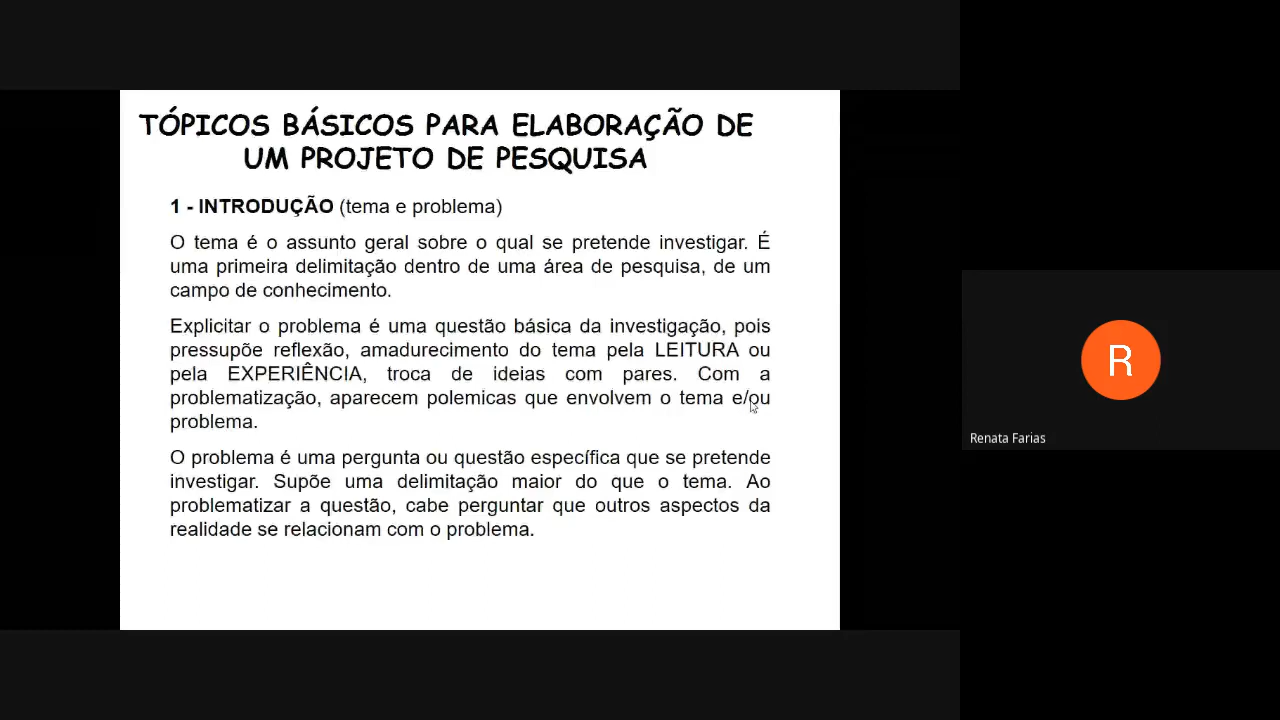 TÓPICOS BÁSICOS PARA ELABORAÇÃO DE
UM PROJETO DE PESQUISA
1 - INTRODUÇÃO (tema e problema)
O tema é o assunto geral sobre o qual se pretende investigar. É
uma primeira delimitação dentro de uma área de pesquisa, de um
campo de conhecimento.
Explicitar o problema é uma questão básica da investigação, pois
pressupõe reflexão, amadurecimento do tema pela LEITURA ou
pela EXPERIÊNCIA, troca de ideias com pares. Com a
problematização, aparecem polemicas que envolvem o tema e/ou
problema.
O problema é uma pergunta ou questão específica que se pretende
investigar. Supõe uma delimitação maior do que o tema. Ao
problematizar a questão, cabe perguntar que outros aspectos da
realidade se relacionam com o problema.
R
Renata Farias